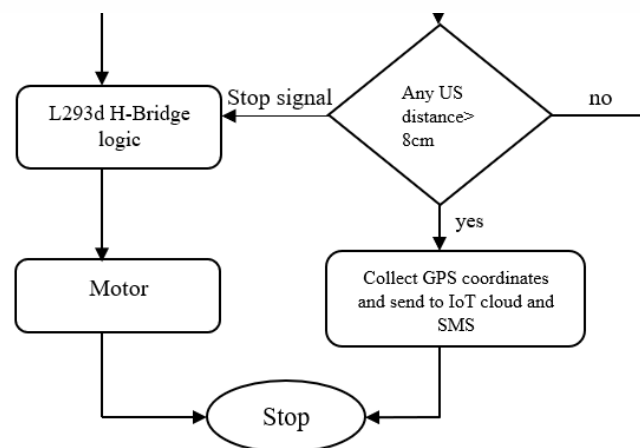 L293d H-Bridge
logic
Stop signal
Any US
distance>
8cm
no
yes
Motor
Collect GPS coordinates
and send to IoT cloud and
SMS
Stop